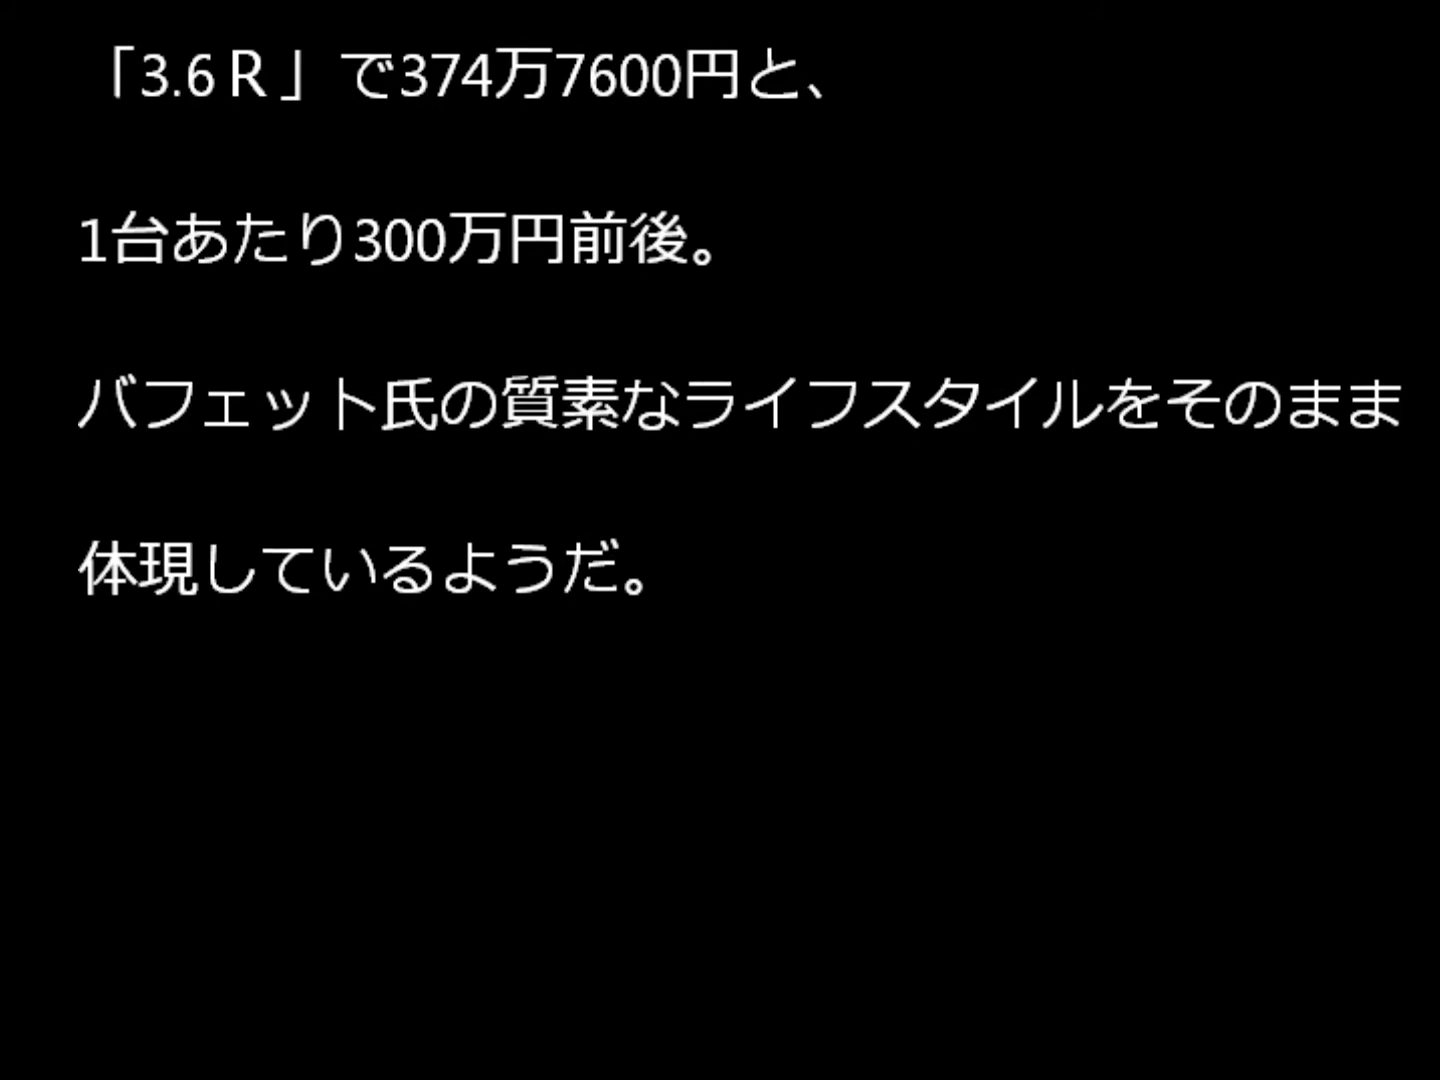 「3.6Ｒ」で374万7600円と、
1台あたり300万円前後。
バフェット氏の質素なライフスタイルをそのまま
体現しているようだ。